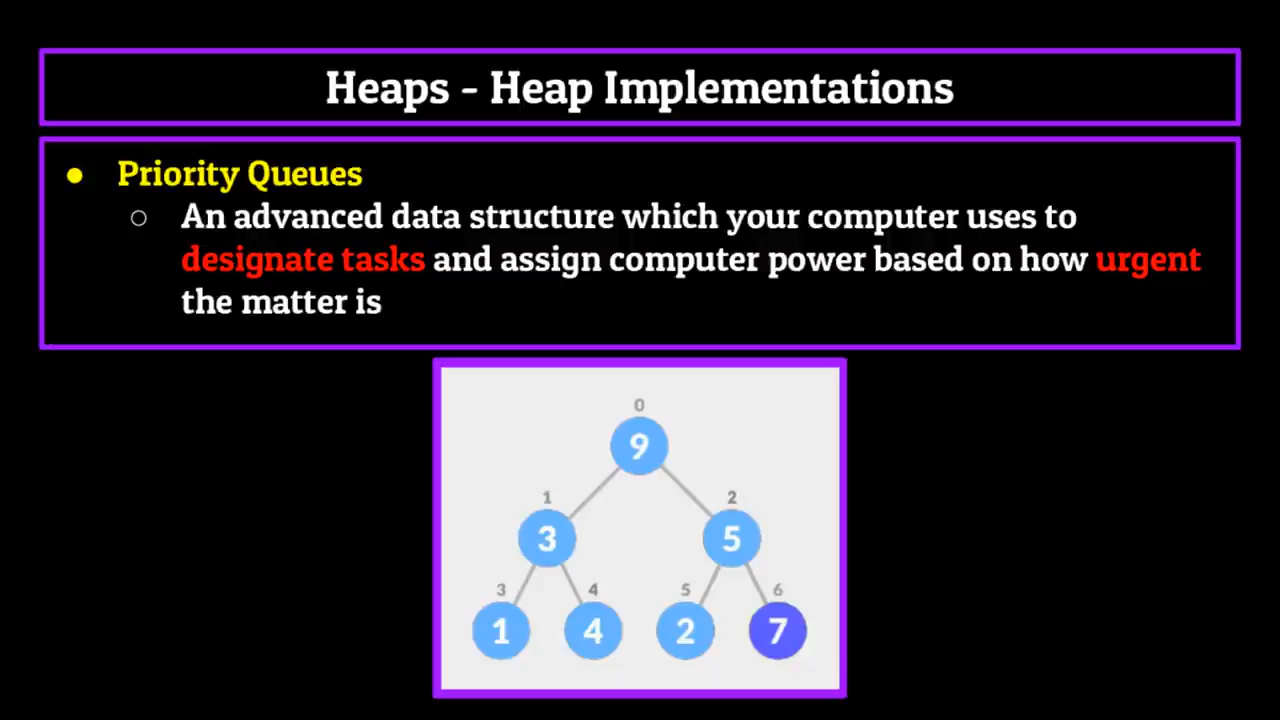 Heaps - Heap Implementations
● Priority Queues
○ An advanced data structure which your computer uses to
designate tasks and assign computer power based on how urgent
the matter is
0
9
1 2
3 5
3 4 5 6
1 4 2 7